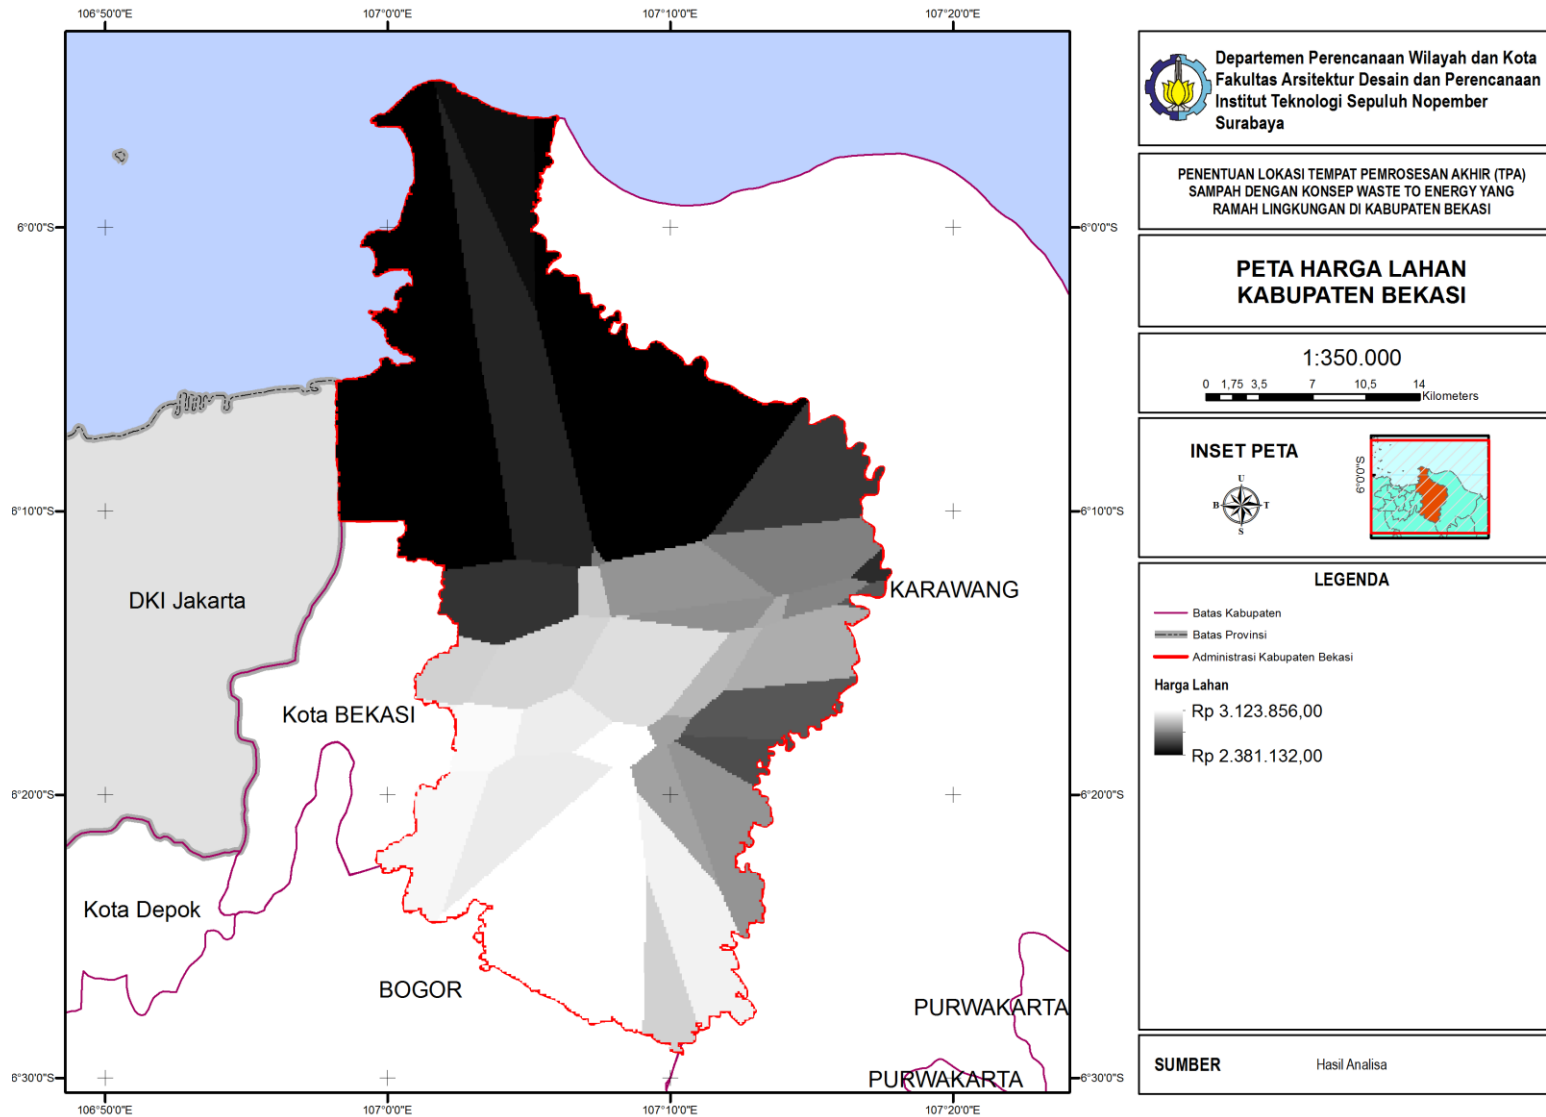 106°50'0"E
107°0'0"E
107°10'0"E
107°20'0"E
6°0'0"S
6°0'0"S
6°10'0"S
6°10'0"S
6°20'0"S
6°20'0"S
6°30'0"S
6°30'0"S
DKI Jakarta
KARAWANG
Kota BEKASI
Kota Depok
BOGOR
PURWAKARTA
PURWAKARTA
106°50'0"E
107°0'0"E
107°10'0"E
107°20'0"E
Departemen Perencanaan Wilayah dan Kota
Fakultas Arsitektur Desain dan Perencanaan
Institut Teknologi Sepuluh Nopember
Surabaya
PENENTUAN LOKASI TEMPAT PEMROSESAN AKHIR (TPA)
SAMPAH DENGAN KONSEP WASTE TO ENERGY YANG
RAMAH LINGKUNGAN DI KABUPATEN BEKASI
PETA HARGA LAHAN
KABUPATEN BEKASI
1:350.000
0 1,75 3,5 7 10,5 14
Kilometers
INSET PETA
U
B T
S
6°0'0"S
LEGENDA
Batas Kabupaten
Batas Provinsi
Administrasi Kabupaten Bekasi
Harga Lahan
Rp 3.123.856,00
Rp 2.381.132,00
SUMBER Hasil Analisa